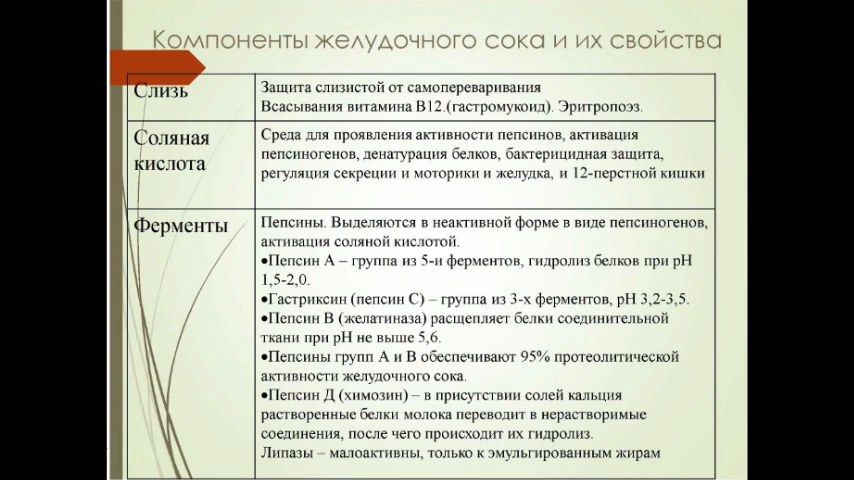 Компоненты желудочного сока и их свойства
Слизь
Защита слизистой от самопереваривания
Всасывания витамина В12.(гастромукоид). Эритропоэз.
Соляная
кислота
Среда для проявления активности пепсинов, активация
пепсиногенов, денатурация белков, бактерицидная защита,
регуляция секреции и моторики и желудка, и 12-перстной кишки
Ферменты
Пепсины. Выделяются в неактивной форме в виде пепсиногенов,
активация соляной кислотой.
•Пепсин А – группа из 5-и ферментов, гидролиз белков при рН
1,5-2,0.
•Гастриксин (пепсин С) – группа из 3-х ферментов, рН 3,2-3,5.
•Пепсин В (желатиназа) расщепляет белки соединительной
ткани при рН не выше 5,6.
•Пепсины групп А и В обеспечивают 95% протеолитической
активности желудочного сока.
•Пепсин Д (химозин) – в присутствии солей кальция
растворенные белки молока переводит в нерастворимые
соединения, после чего происходит их гидролиз.
Липазы – малоактивны, только к эмульгированным жирам